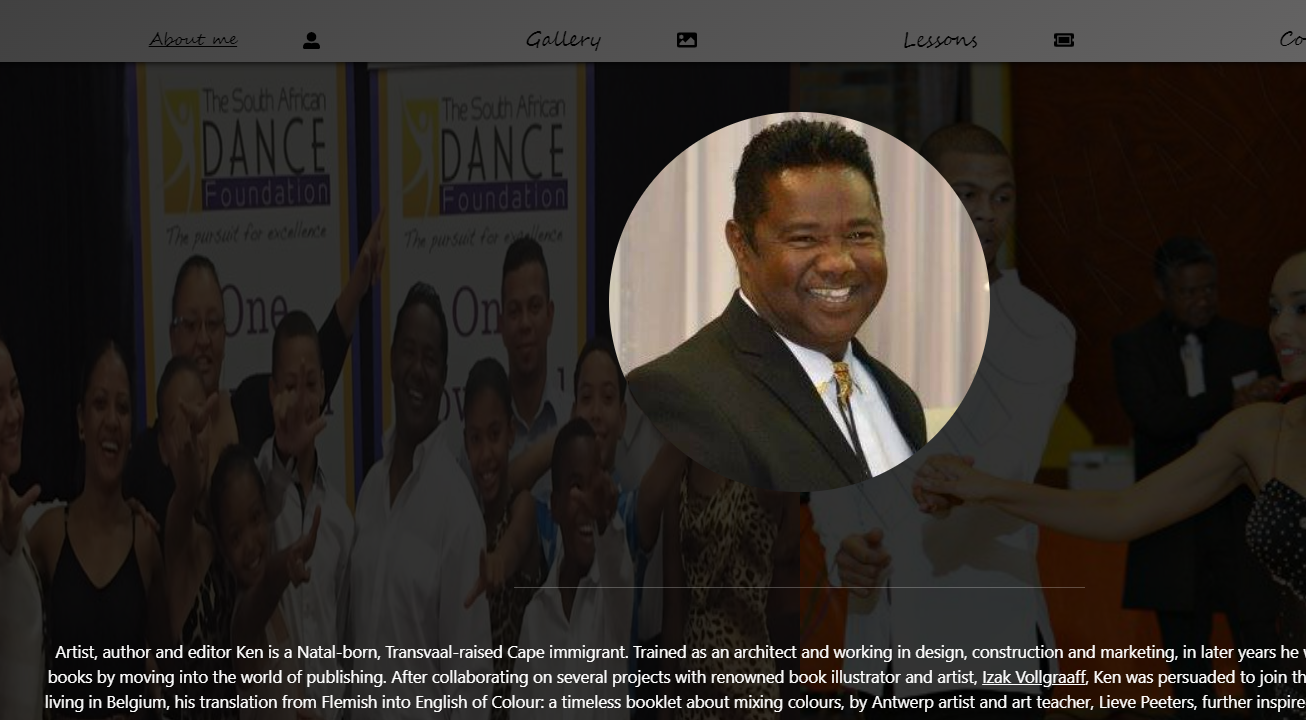 About me
Gallery
Lessons
Co
The South African
DANCE
Foundation
'The pursuit for excellence
One
The South African
DANCE
Foundation
'The pursuit for excellence
On
Artist, author and editor Ken is a Natal-born, Transvaal-raised Cape immigrant. Trained as an architect and working in design, construction and marketing, in later years he w
books by moving into the world of publishing. After collaborating on several projects with renowned book illustrator and artist, Izak Vollgraaff, Ken was persuaded to join th
living in Belgium, his translation from Flemish into English of Colour: a timeless booklet about mixing colours, by Antwerp artist and art teacher, Lieve Peeters, further inspire